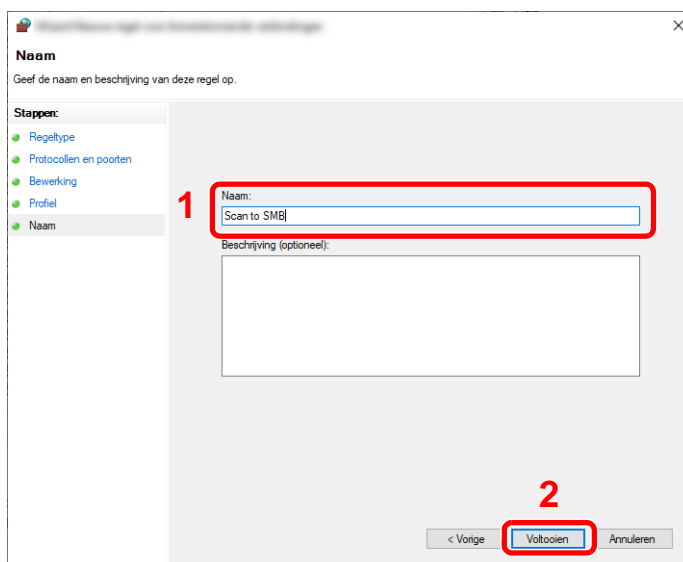 Naam
Geef de naam en beschrijving van deze regel op.
Stappen:
Regeltype
Protocollen en poorten
Bewerking
Profiel
Naam
1
Naam:
Scan to SMB
Beschrijving (optioneel):
2
< Vorige
Voltooien
Annuleren